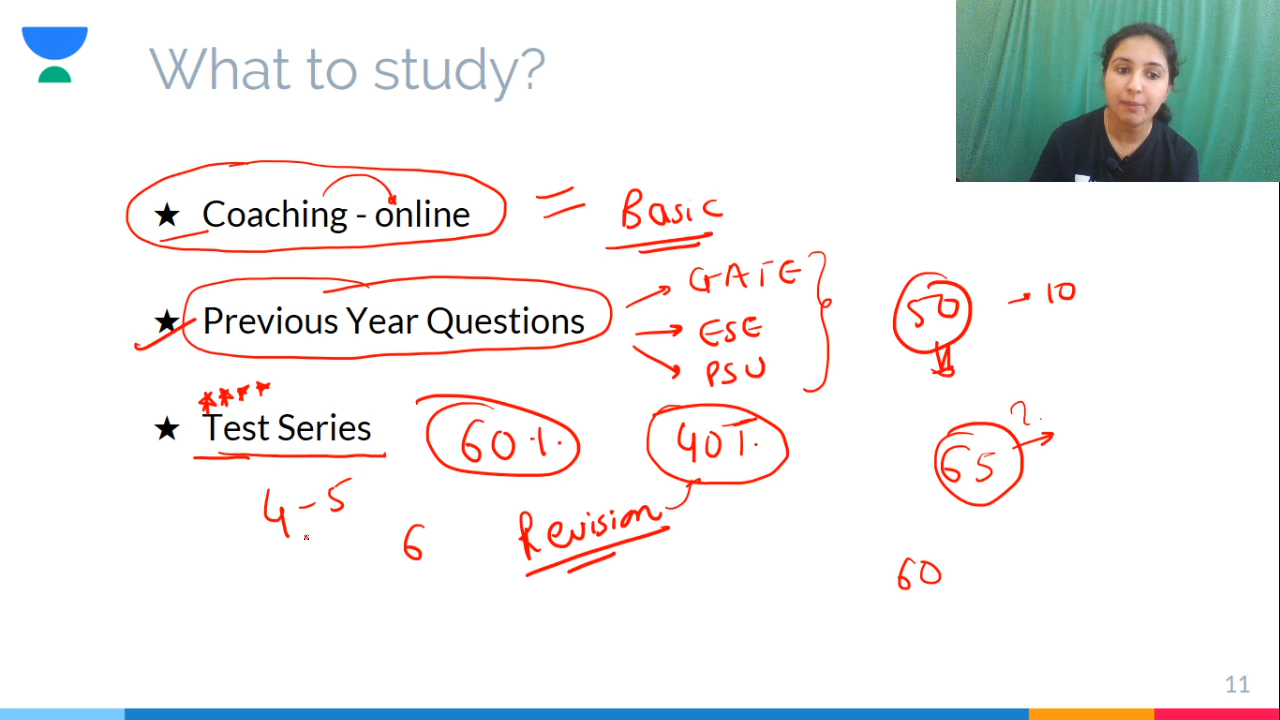 What to study?
★ Coaching - online = Basic
★ Previous Year Questions → GATE
→ ESE
→ PSU
50 → 10
****
★ Test Series 60%. 40%.
65 → ?.
4-5 6 Revision
60
11